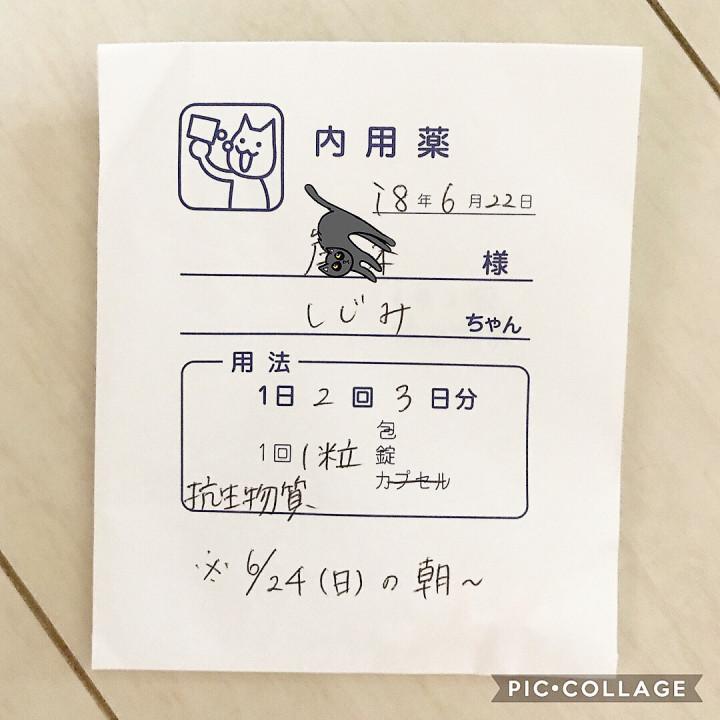 内用薬
18年6月22日
様
しじみ ちゃん
用法
1日 2 回 3 日分
包
1回 1粒 錠
カプセル
抗生物質、
※ 6/24(日)の朝~
PIC•COLLAGE